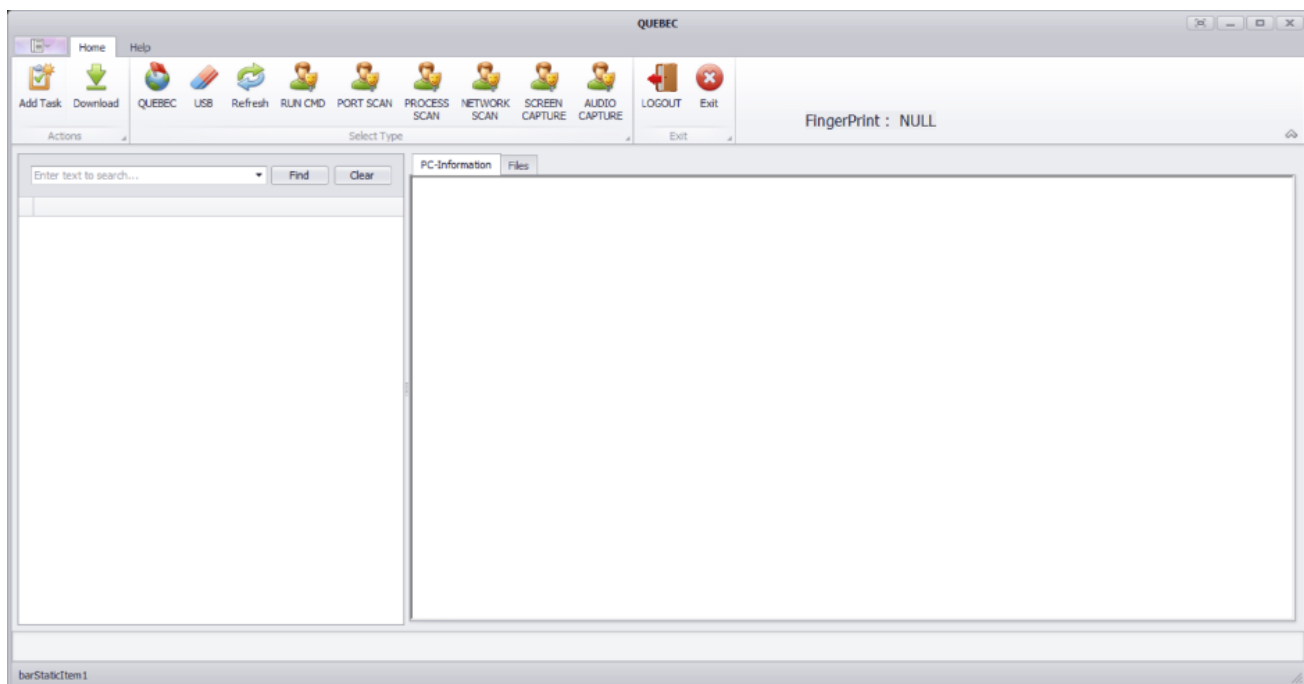 QUEBEC
Home Help
Add Task Download QUEBEC USB Refresh RUN CMD PORT SCAN PROCESS SCAN NETWORK SCAN SCREEN CAPTURE AUDIO CAPTURE LOGOUT Exit
FingerPrint : NULL
Actions Select Type Exit
PC-Information Files
Enter text to search... Find Clear
barStaticItem1